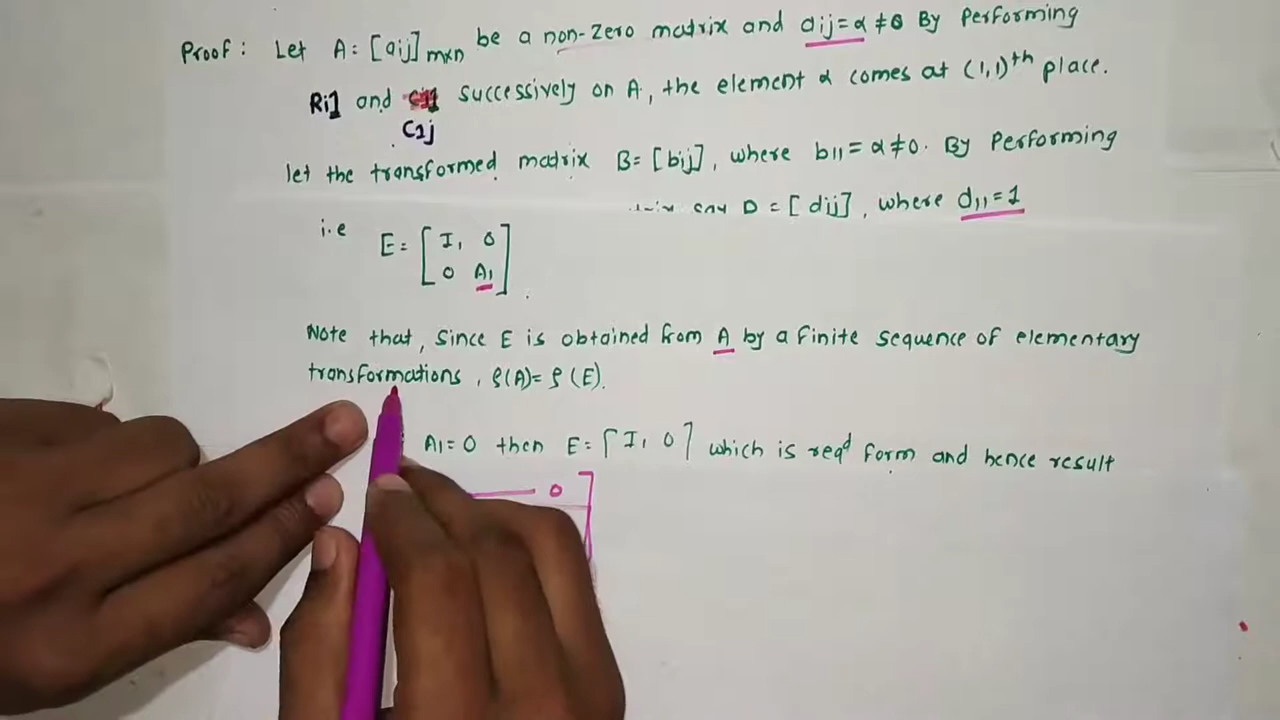 Proof: Let A = [aij]m×n be a non-zero matrix and aij = α ≠ 0 By Performing
Ri1 and successively on A, the element α comes at (1,1)th place.
C1j
let the transformed matrix B = [bij], where b11 = α ≠ 0. By Performing
D = [dij], where d11 = 1
i.e E = [I1 0
0 A1].
Note that, Since E is obtained from A by a finite sequence of elementary
transformations, ρ(A) = ρ(E).
A1 = 0 then E = [I1 0] which is reqd form and hence result
0